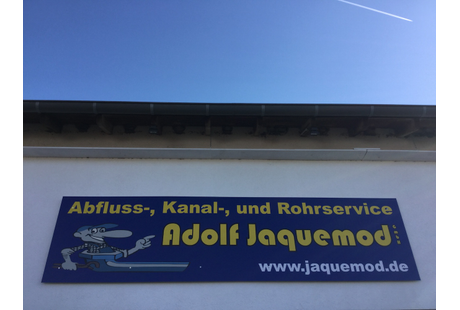 Abfluss-, Kanal-, und Rohrservice
Adolf Jaquemod
www.jaquemod.de